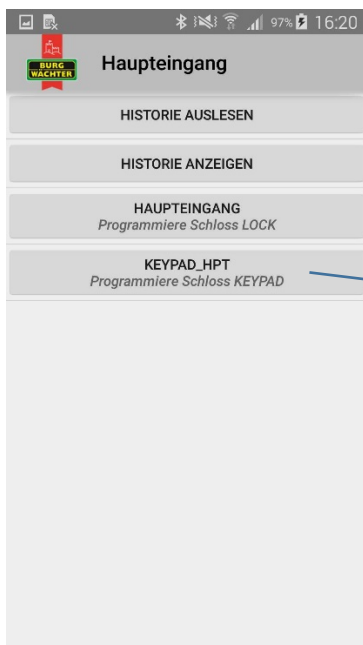 97% 16:20
BURG
WÄCHTER
Haupteingang
HISTORIE AUSLESEN
HISTORIE ANZEIGEN
HAUPTEINGANG
Programmiere Schloss LOCK
KEYPAD_HPT
Programmiere Schloss KEYPAD